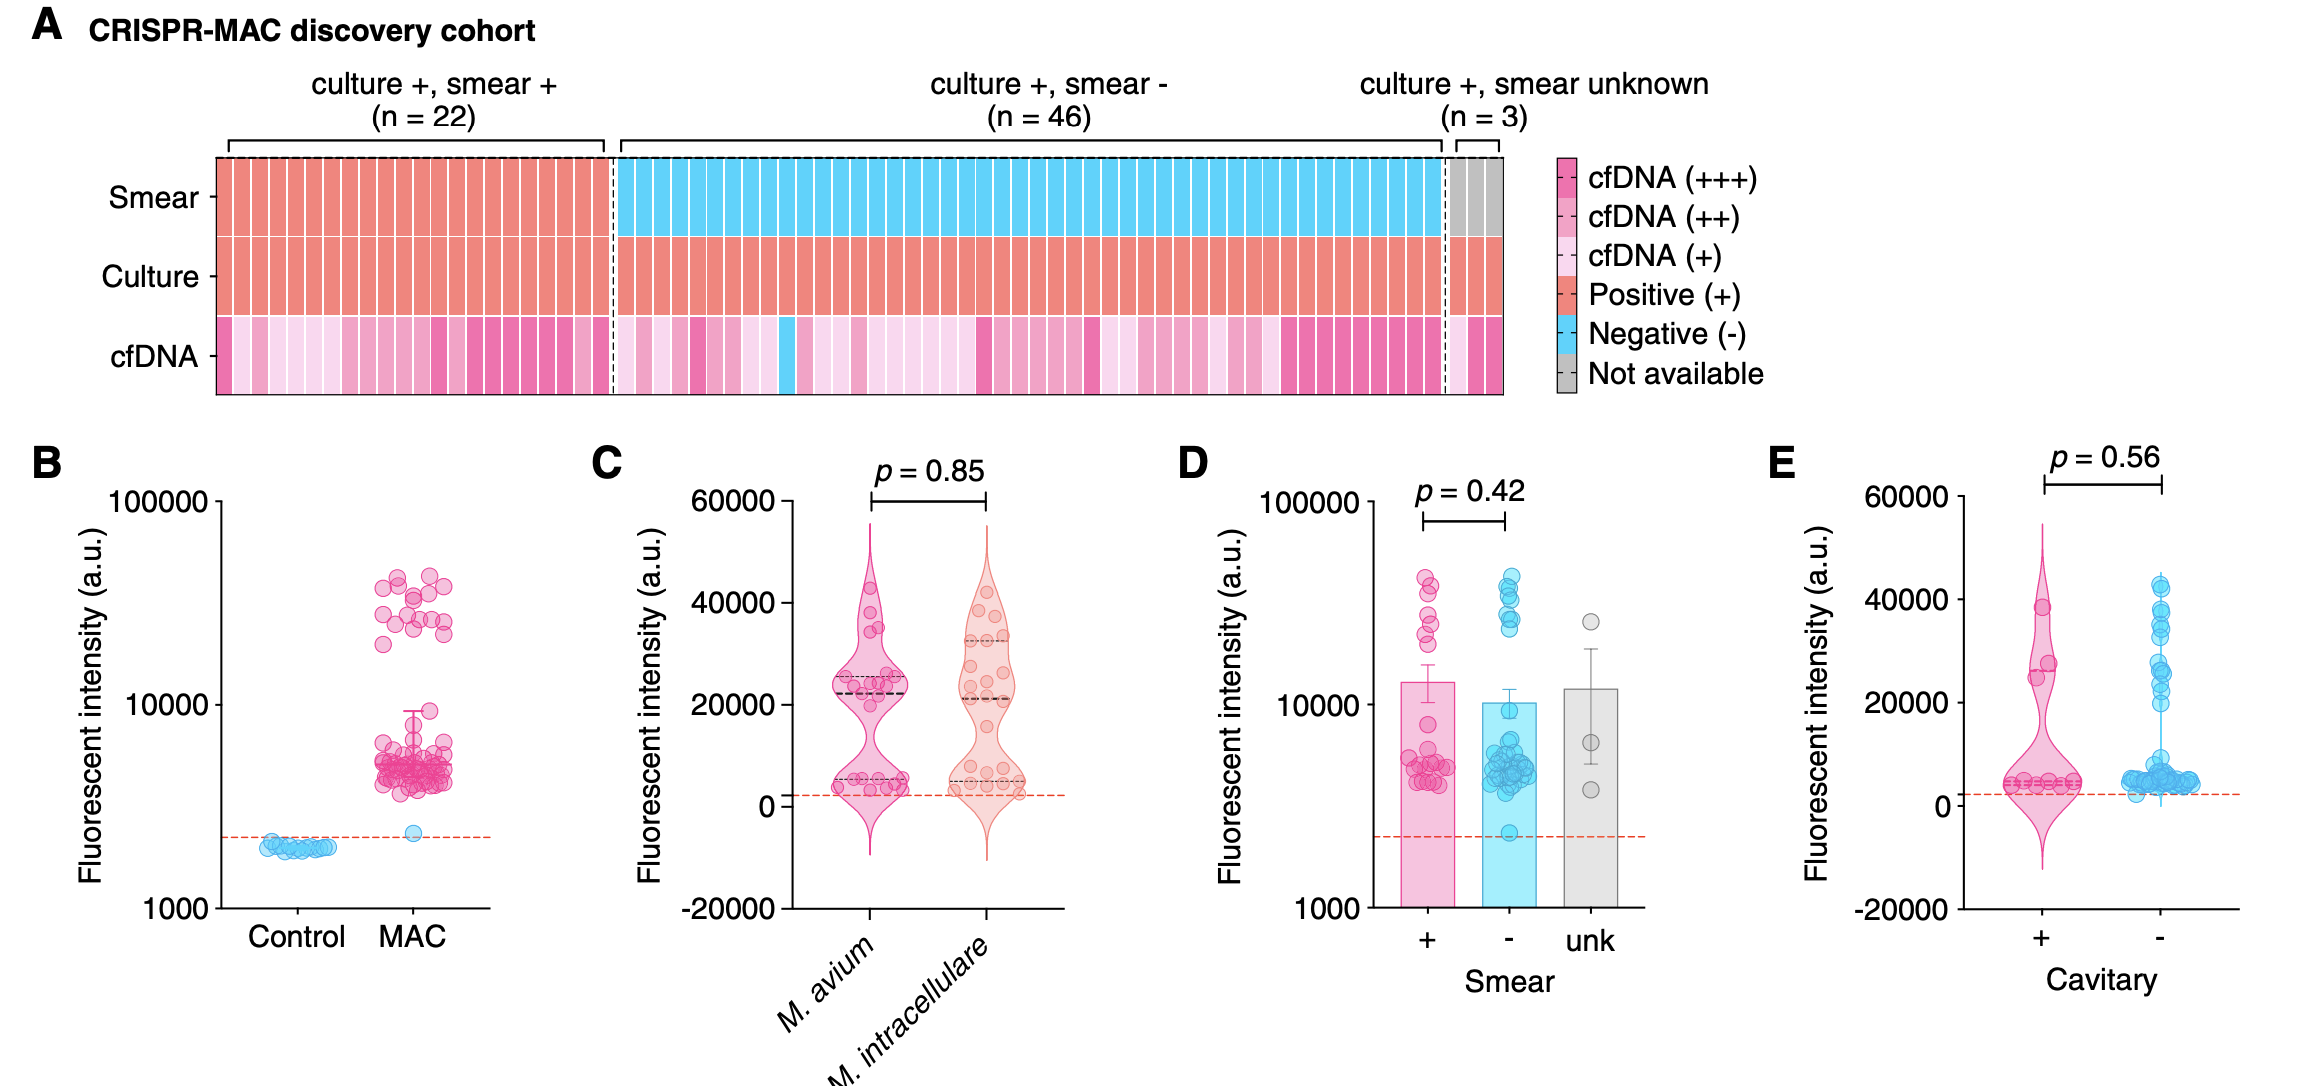 A CRISPR-MAC discovery cohort
culture +, smear +
(n = 22)
culture +, smear -
(n = 46)
culture +, smear unknown
(n = 3)
Smear
Culture
cfDNA
cfDNA (+++)
cfDNA (++)
cfDNA (+)
Positive (+)
Negative (-)
Not available
B
Fluorescent intensity (a.u.)
100000
10000
1000
Control
MAC
C
p = 0.85
Fluorescent intensity (a.u.)
60000
40000
20000
0
-20000
M. avium
M. intracellulare
D
p = 0.42
Fluorescent intensity (a.u.)
100000
10000
1000
+
-
unk
Smear
E
p = 0.56
Fluorescent intensity (a.u.)
60000
40000
20000
0
-20000
+
-
Cavitary